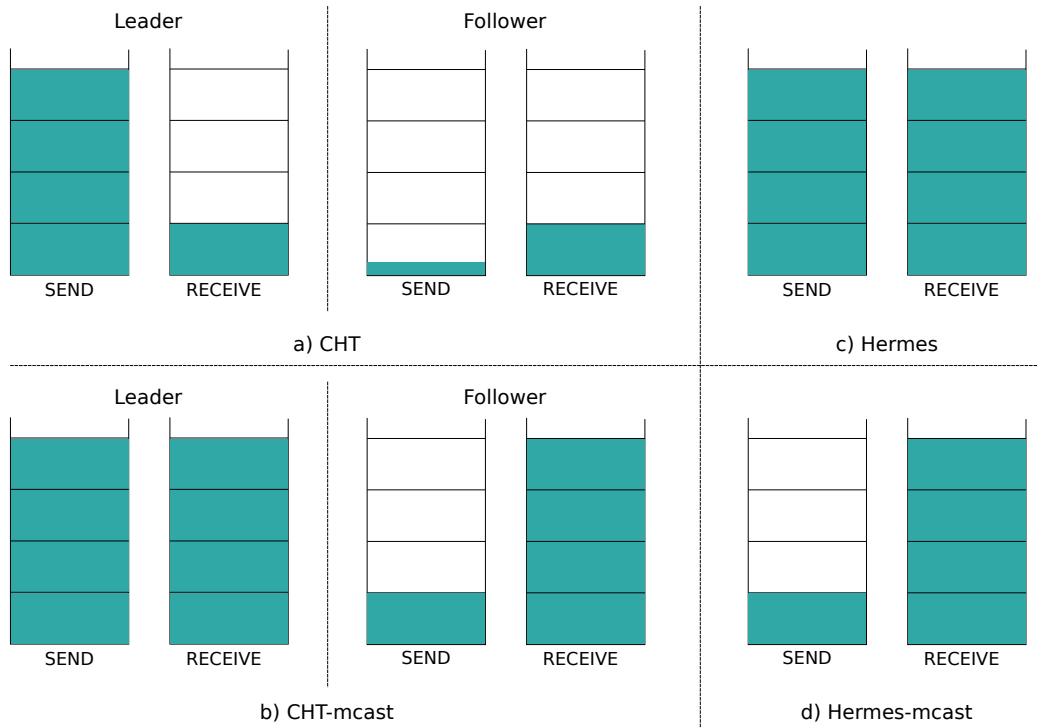 Leader Follower
SEND RECEIVE SEND RECEIVE SEND RECEIVE
a) CHT c) Hermes
Leader Follower
SEND RECEIVE SEND RECEIVE SEND RECEIVE
b) CHT-mcast d) Hermes-mcast